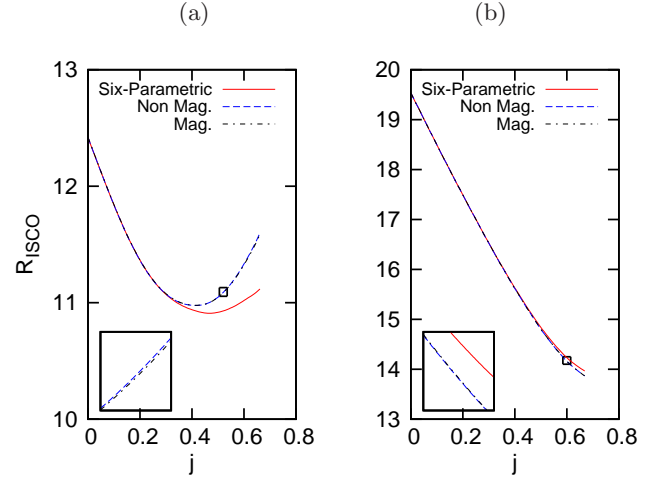 (a)
(b)
13
12
11
10
0
0.2
0.4
0.6
0.8
R_ISCO
j
Six-Parametric
Non Mag.
Mag.
20
19
18
17
16
15
14
13
0
0.2
0.4
0.6
0.8
j
Six-Parametric
Non Mag.
Mag.